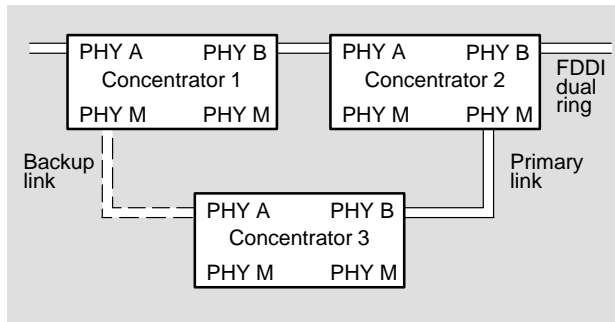 PHY A PHY B
Concentrator 1
PHY M PHY M
PHY A PHY B
Concentrator 2
PHY M PHY M
FDDI
dual
ring
Backup
link
Primary
link
PHY A PHY B
Concentrator 3
PHY M PHY M